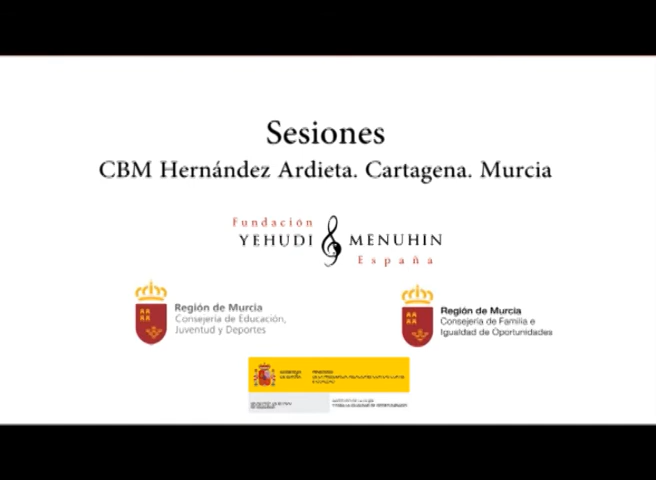 Sesiones
CBM Hernández Ardieta. Cartagena. Murcia
Fundación
YEHUDI MENUHIN
España
Región de Murcia
Consejería de Educación,
Juventud y Deportes
Región de Murcia
Consejería de Familia e
Igualdad de Oportunidades